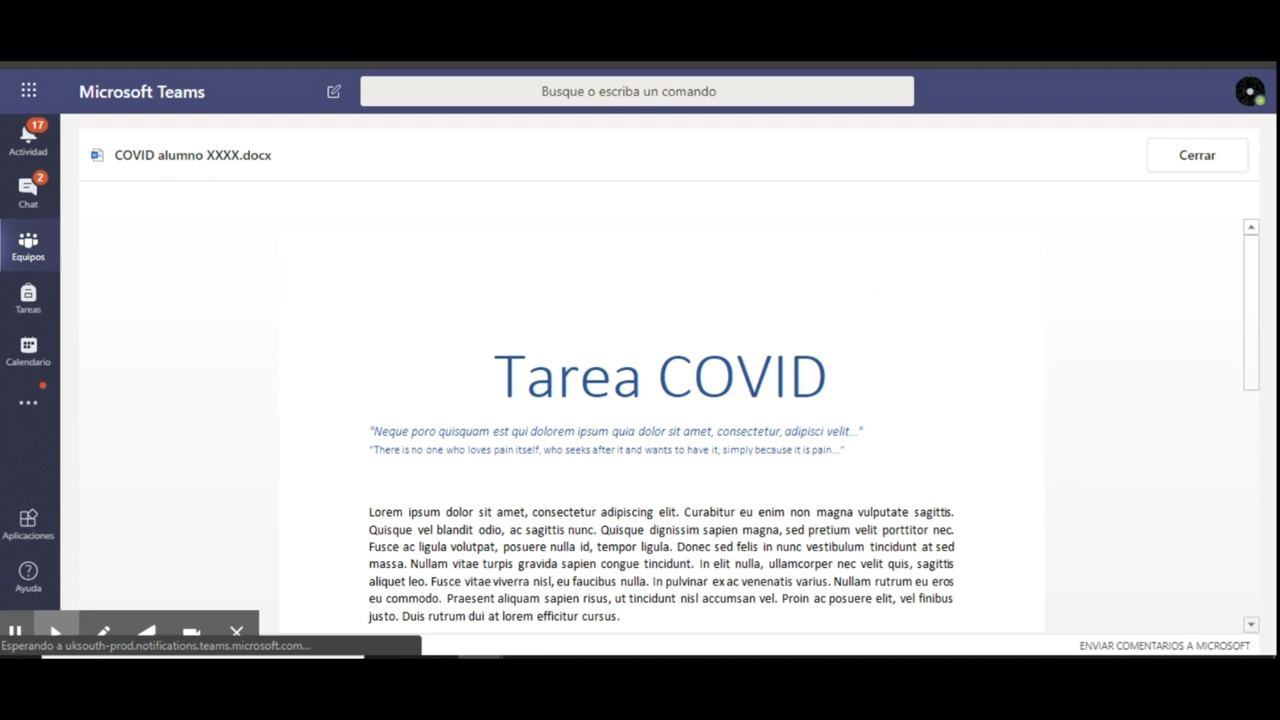 Microsoft Teams
Busque o escriba un comando
17
Actividad
COVID alumno XXXX.docx
Cerrar
2
Chat
Equipos
Tareas
Calendario
Aplicaciones
Ayuda
Tarea COVID
"Neque poro quisquam est qui dolorem ipsum quia dolor sit amet, consectetur, adipisci velit..."
"There is no one who loves pain itself, who seeks after it and wants to have it, simply because it is pain..."
Lorem ipsum dolor sit amet, consectetur adipiscing elit. Curabitur eu enim non magna vulputate sagittis.
Quisque vel blandit odio, ac sagittis nunc. Quisque dignissim sapien magna, sed pretium velit porttitor nec.
Fusce ac ligula volutpat, posuere nulla id, tempor ligula. Donec sed felis in nunc vestibulum tincidunt at sed
massa. Nullam vitae turpis gravida sapien congue tincidunt. In elit nulla, ullamcorper nec velit quis, sagittis
aliquet leo. Fusce vitae viverra nisl, eu faucibus nulla. In pulvinar ex ac venenatis varius. Nullam rutrum eu eros
eu commodo. Praesent aliquam sapien risus, ut tincidunt nisl accumsan vel. Proin ac posuere elit, vel finibus
justo. Duis rutrum dui at lorem efficitur cursus.
Esperando a uksouth-prod.notifications.teams.microsoft.com...
ENVIAR COMENTARIOS A MICROSOFT